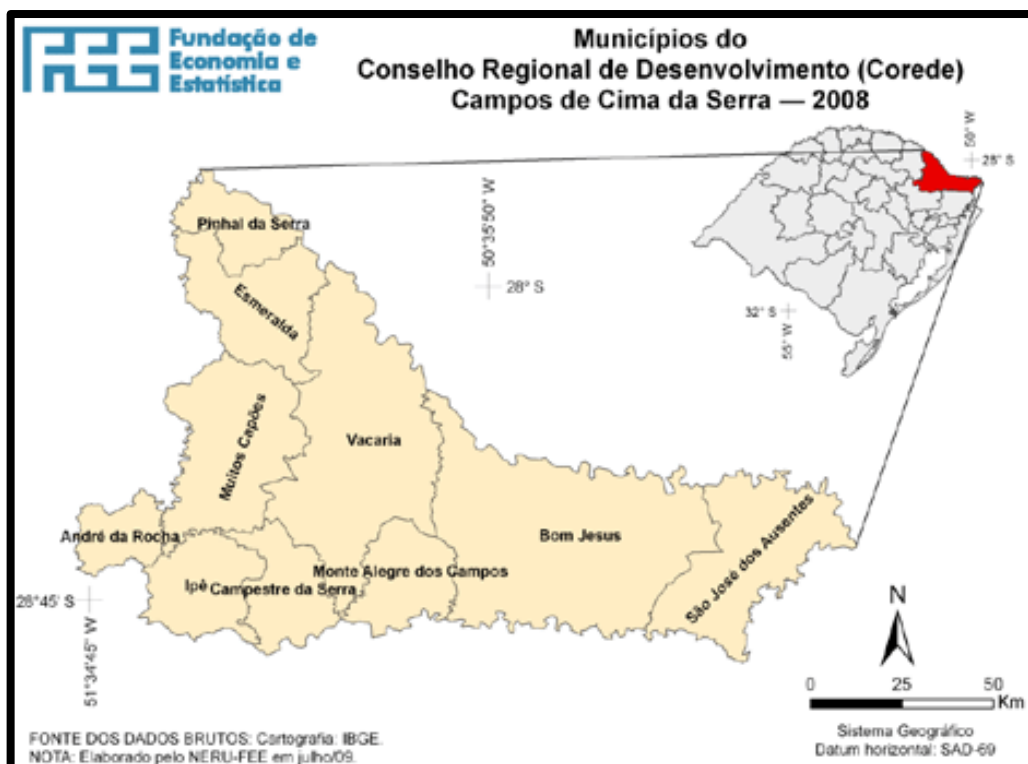 FEE
Fundação de
Economia e
Estatística
Municípios do
Conselho Regional de Desenvolvimento (Corede)
Campos de Cima da Serra — 2008
50° W
28° S
32° S
55° W
50°35'50" W
28° S
Pinhal da Serra
Esmeralda
Muitos Capões
Vacaria
André da Rocha
Ipê
Campestre da Serra
Monte Alegre dos Campos
Bom Jesus
São José dos Ausentes
28°45' S
51°34'45" W
N
0 25 50
Km
Sistema Geográfico
Datum horizontal: SAD-69
FONTE DOS DADOS BRUTOS: Cartografia: IBGE.
NOTA: Elaborado pelo NERU-FEE em julho/09.